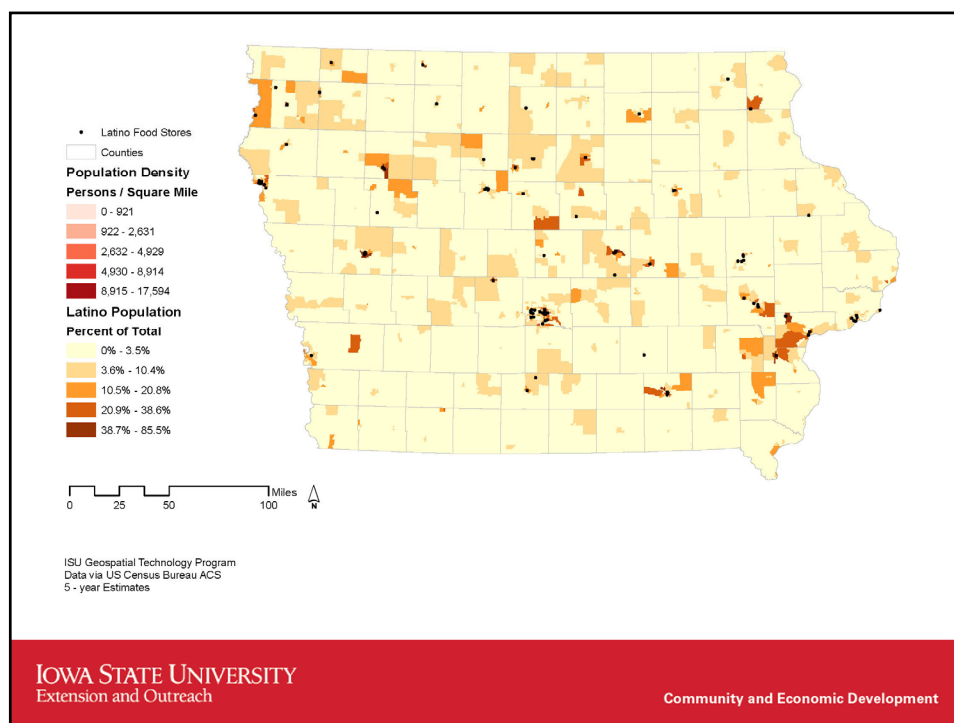 Latino Food Stores
Counties
Population Density
Persons / Square Mile
0 - 921
922 - 2,631
2,632 - 4,929
4,930 - 8,914
8,915 - 17,594
Latino Population
Percent of Total
0% - 3.5%
3.6% - 10.4%
10.5% - 20.8%
20.9% - 38.6%
38.7% - 85.5%
Miles
0 25 50 100
N
ISU Geospatial Technology Program
Data via US Census Bureau ACS
5 - year Estimates
IOWA STATE UNIVERSITY
Extension and Outreach
Community and Economic Development